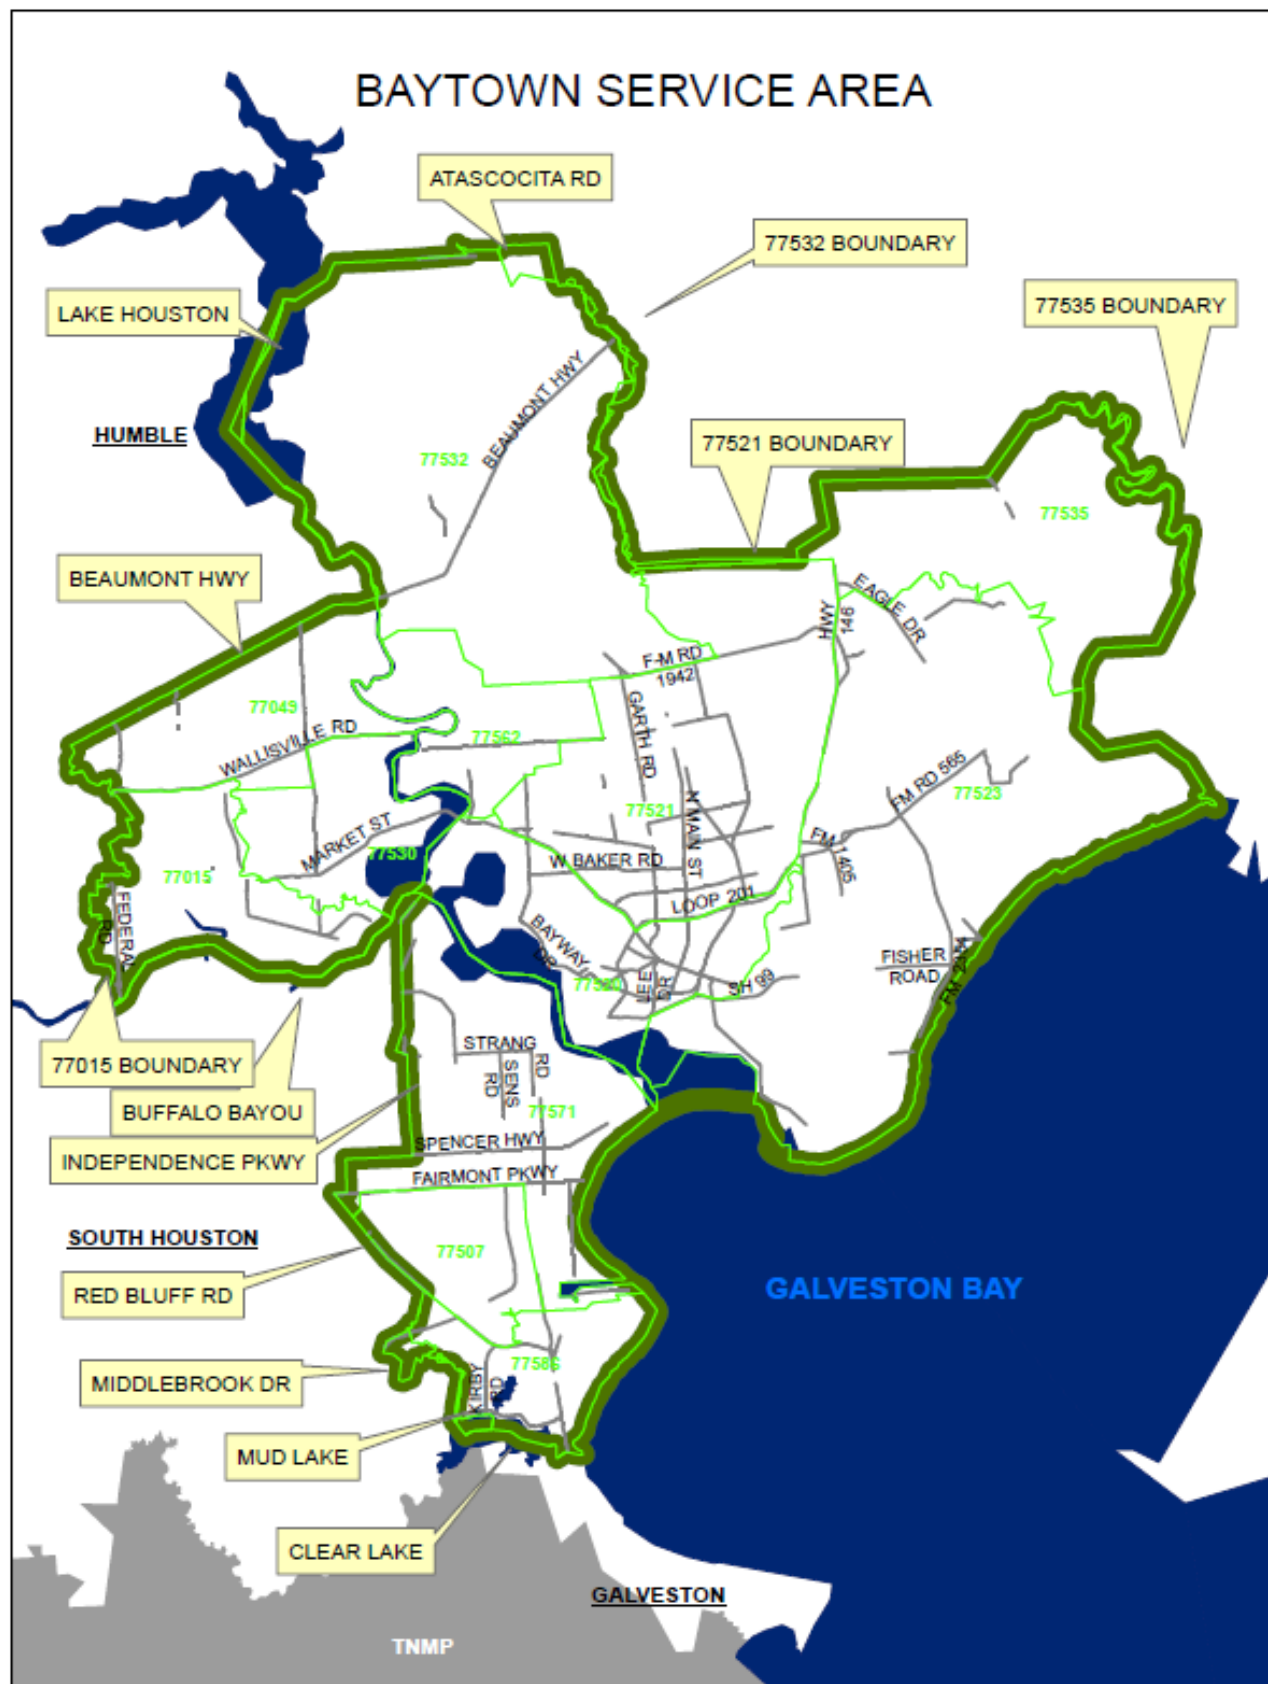 BAYTOWN SERVICE AREA
ATASCOCITA RD
77532 BOUNDARY
77535 BOUNDARY
LAKE HOUSTON
HUMBLE
BEAUMONT HWY
77532
77521 BOUNDARY
77535
BEAUMONT HWY
EAGLE DR
HWY
146
F-M RD
1942
77049
WALLISVILLE RD
77562
GARTH RD
77521
N MAIN ST
FM RD 565
77523
MARKET ST
77530
W BAKER RD
FM 1405
77015
LOOP 201
FEDERAL
RD
BAYWAY
DR
77520
LEE
DR
SH 99
FISHER
ROAD
FM 2354
77015 BOUNDARY
STRANG
RD
SENS
RD
BUFFALO BAYOU
77571
INDEPENDENCE PKWY
SPENCER HWY
FAIRMONT PKWY
SOUTH HOUSTON
77507
RED BLUFF RD
GALVESTON BAY
MIDDLEBROOK DR
77586
KIRBY
RD
MUD LAKE
CLEAR LAKE
GALVESTON
TNMP